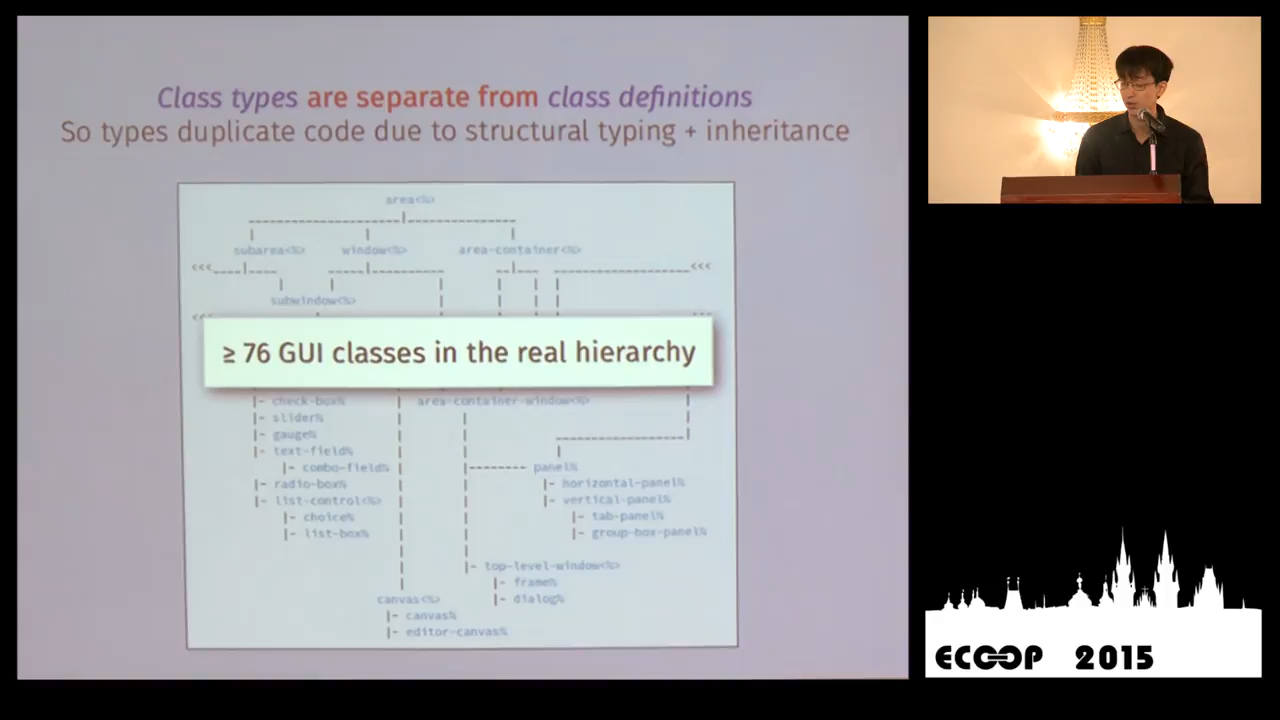 Class types are separate from class definitions
So types duplicate code due to structural typing + inheritance
area<%>
subarea<%> window<%> area-container<%>
<<< <<<
subwindow<%>
<<
≥ 76 GUI classes in the real hierarchy
|- check-box% area-container-window<%>
|- slider%
|- gauge%
|- text-field%
|- combo-field% panel%
|- radio-box% |- horizontal-panel%
|- list-control<%> |- vertical-panel%
|- choice% |- tab-panel%
|- list-box% |- group-box-panel%
|- top-level-window<%>
|- frame%
canvas<%> |- dialog%
|- canvas%
|- editor-canvas%
ECOOP 2015